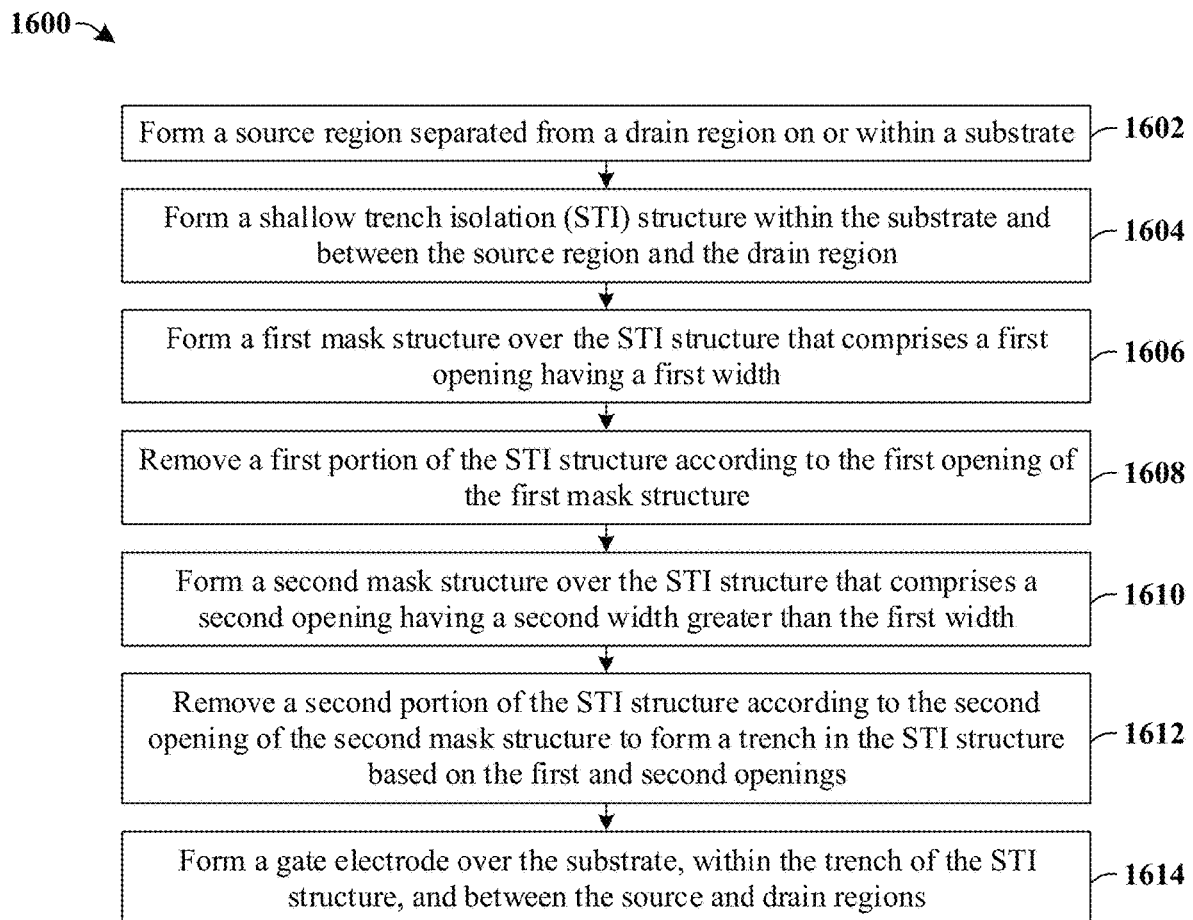 1600
Form a source region separated from a drain region on or within a substrate
1602
Form a shallow trench isolation (STI) structure within the substrate and
between the source region and the drain region
1604
Form a first mask structure over the STI structure that comprises a first
opening having a first width
1606
Remove a first portion of the STI structure according to the first opening of
the first mask structure
1608
Form a second mask structure over the STI structure that comprises a
second opening having a second width greater than the first width
1610
Remove a second portion of the STI structure according to the second
opening of the second mask structure to form a trench in the STI structure
based on the first and second openings
1612
Form a gate electrode over the substrate, within the trench of the STI
structure, and between the source and drain regions
1614